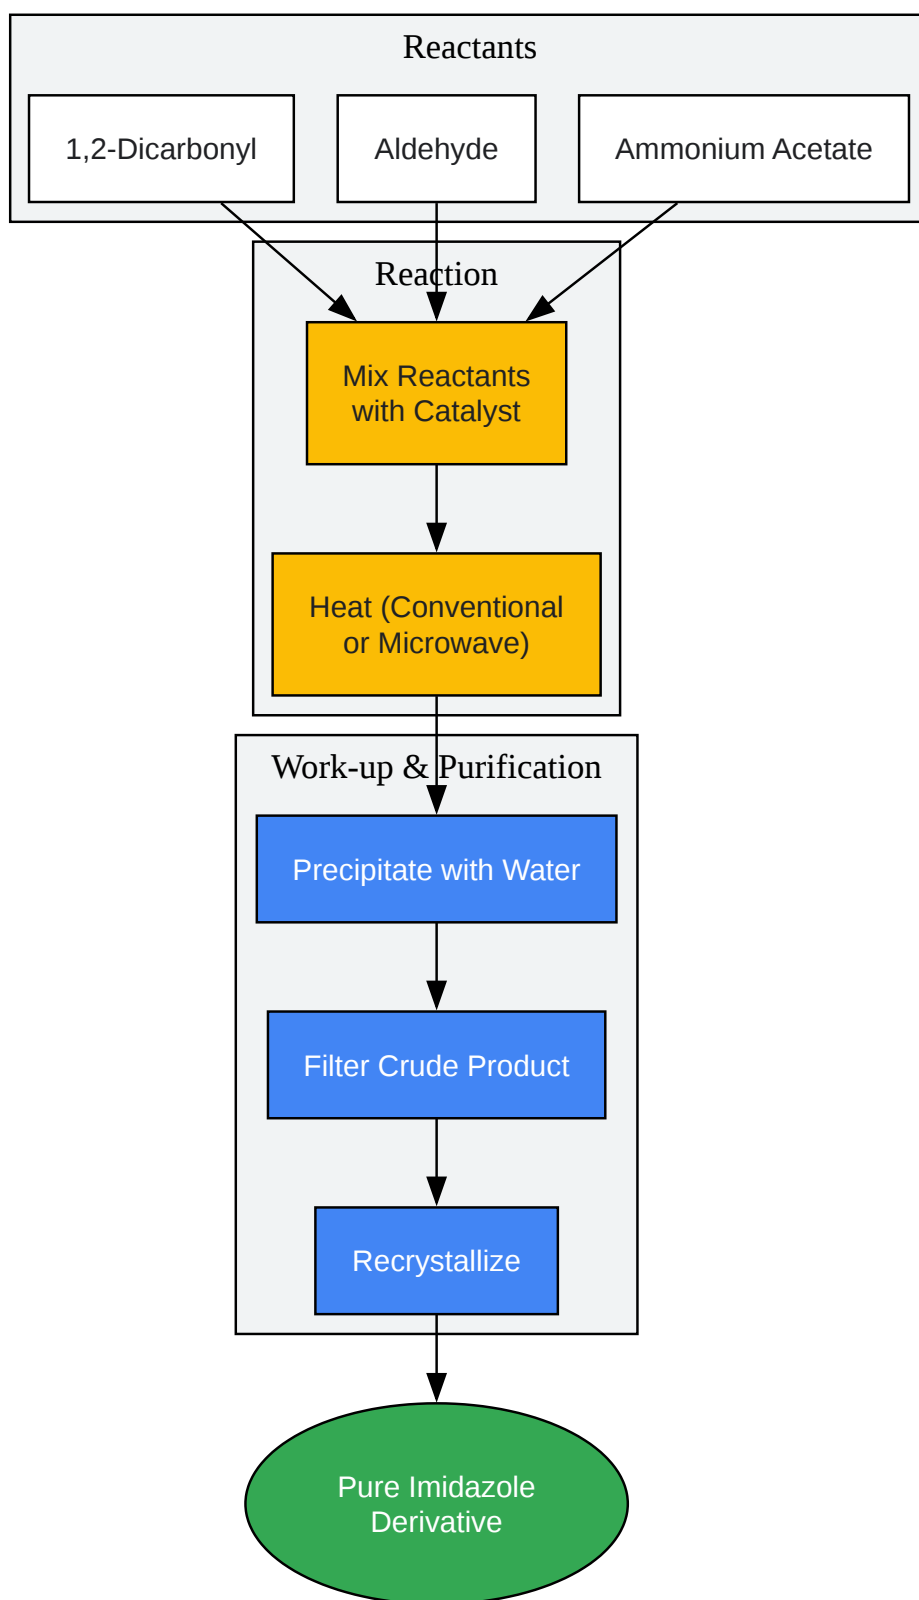 Reactants
1,2-Dicarbonyl
Aldehyde
Ammonium Acetate
Reaction
Mix Reactants
with Catalyst
Heat (Conventional
or Microwave)
Work-up & Purification
Precipitate with Water
Filter Crude Product
Recrystallize
Pure Imidazole
Derivative